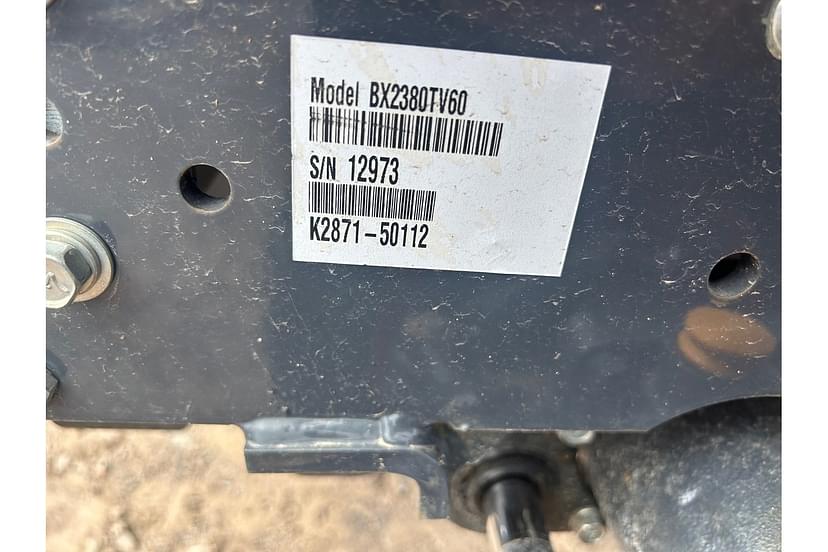 Model BX2380TV60
S/N 12973
K2871-50112